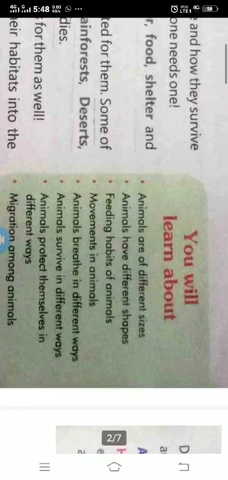 5:48
and how they survive
one needs one!
r, food, shelter and
ted for them. Some of
ainforests, Deserts,
dies.
for them as well!
eir habitats into the
You will
learn about
• Animals are of different sizes
• Animals have different shapes
• Feeding habits of animals
• Movements in animals
• Animals breathe in different ways
• Animals survive in different ways
• Animals protect themselves in
different ways
• Migration among animals
2/7